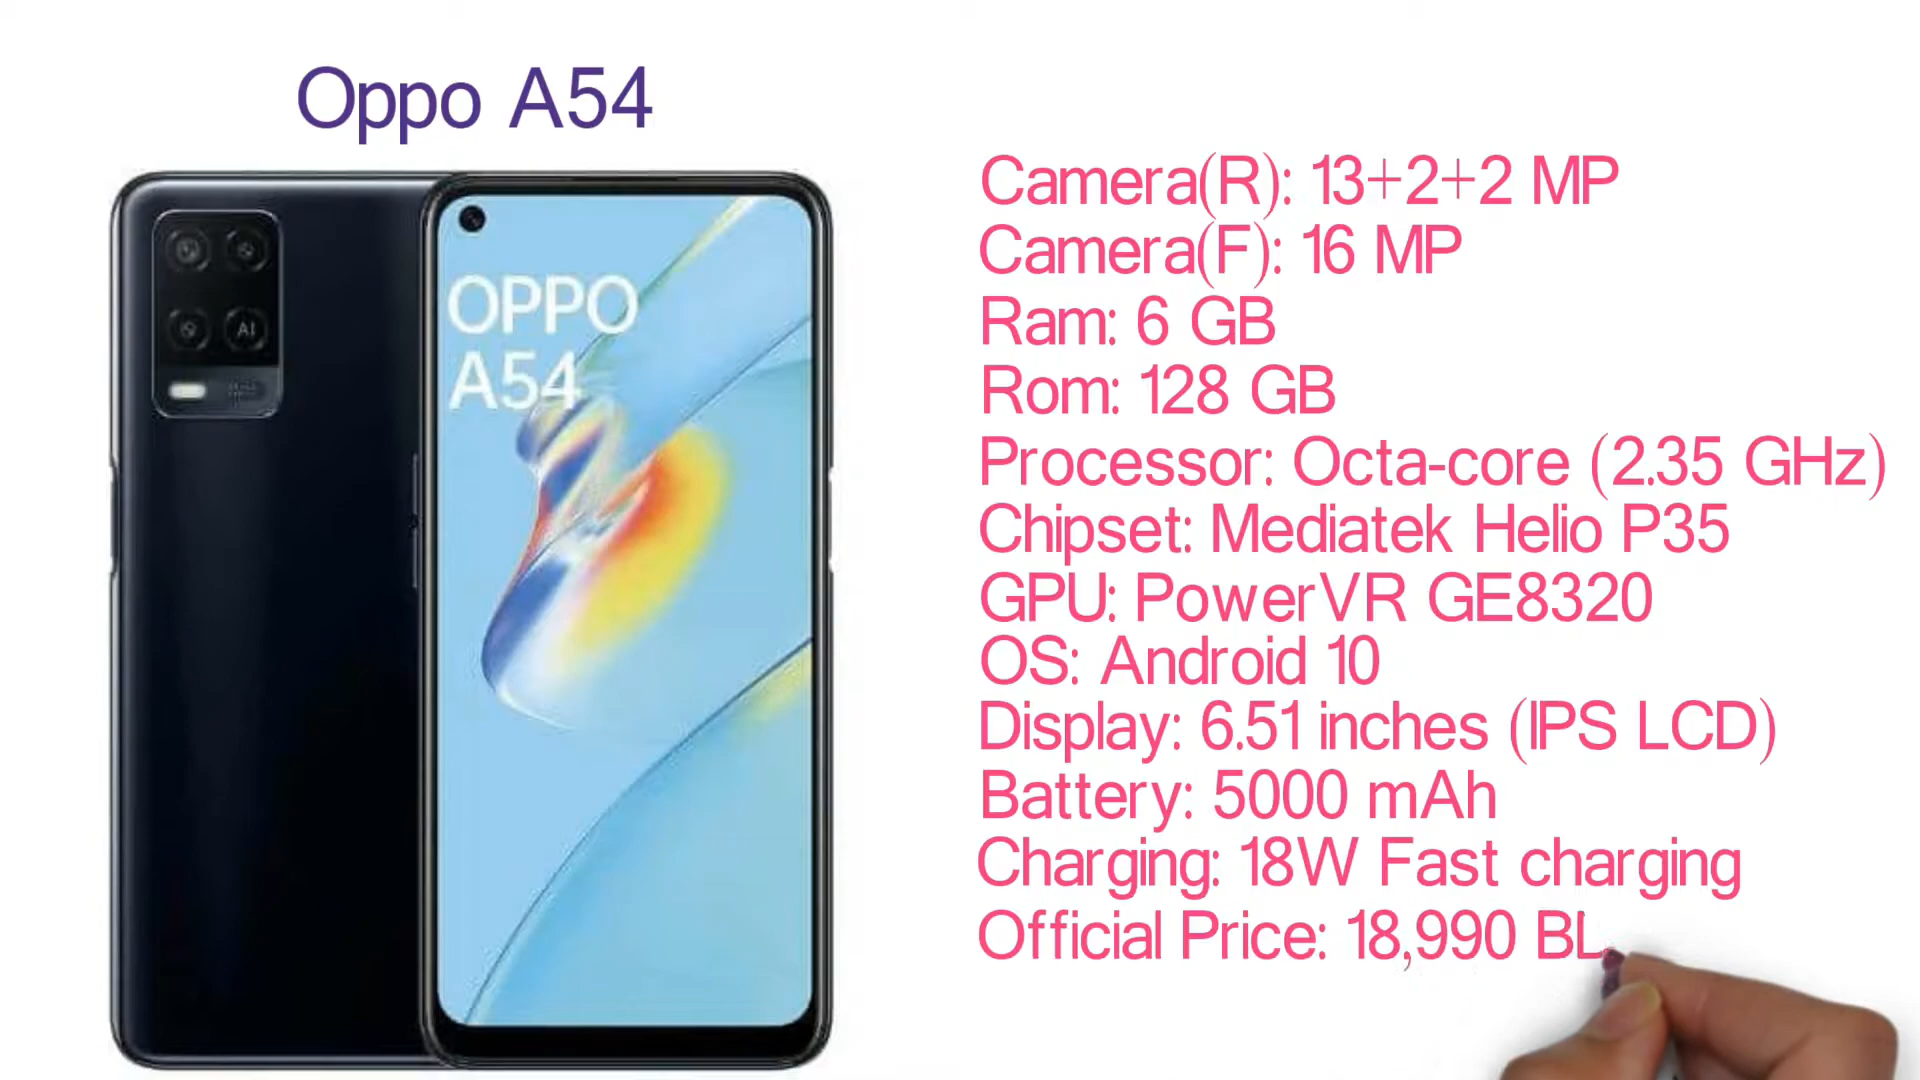 Oppo A54
AI
OPPO
A54
Camera(R): 13+2+2 MP
Camera(F): 16 MP
Ram: 6 GB
Rom: 128 GB
Processor: Octa-core (2.35 GHz)
Chipset: Mediatek Helio P35
GPU: PowerVR GE8320
OS: Android 10
Display: 6.51 inches (IPS LCD)
Battery: 5000 mAh
Charging: 18W Fast charging
Official Price: 18,990